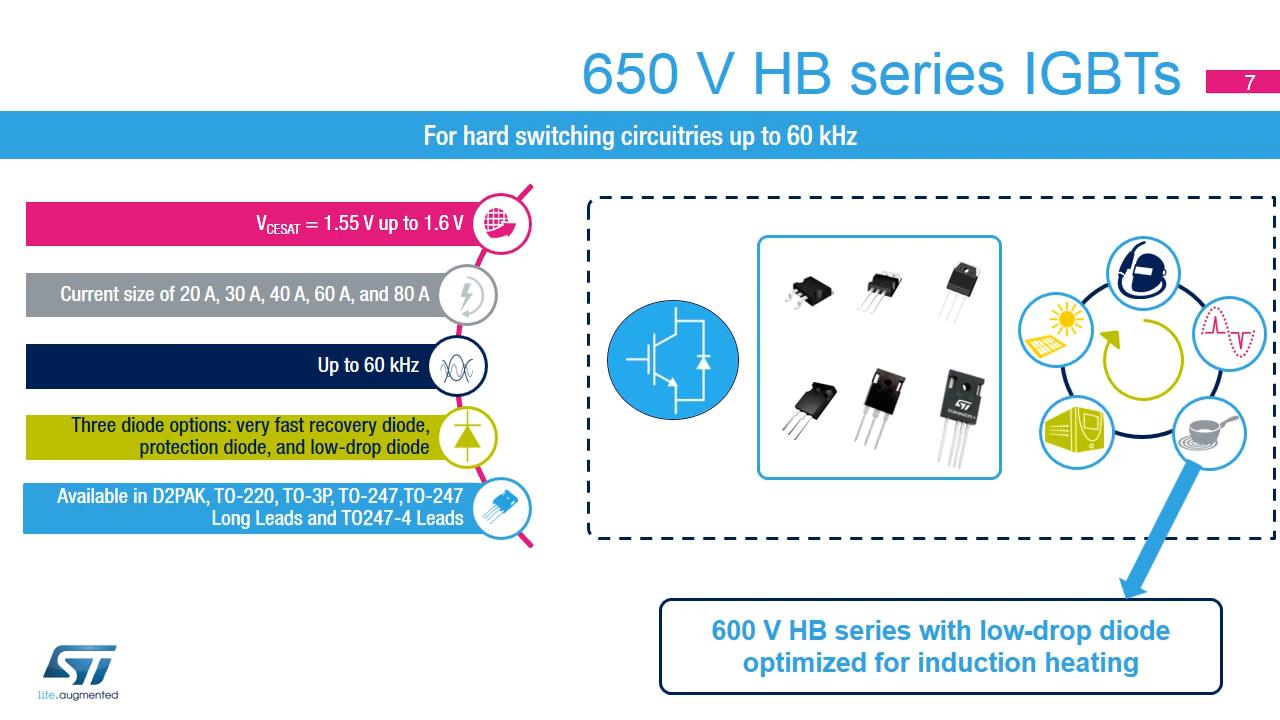 650 V HB series IGBTs
7
For hard switching circuitries up to 60 kHz
VCESAT = 1.55 V up to 1.6 V
Current size of 20 A, 30 A, 40 A, 60 A, and 80 A
Up to 60 kHz
Three diode options: very fast recovery diode,
protection diode, and low-drop diode
Available in D2PAK, TO-220, TO-3P, TO-247,TO-247
Long Leads and TO247-4 Leads
ST
600 V HB series with low-drop diode
optimized for induction heating
ST
life.augmented